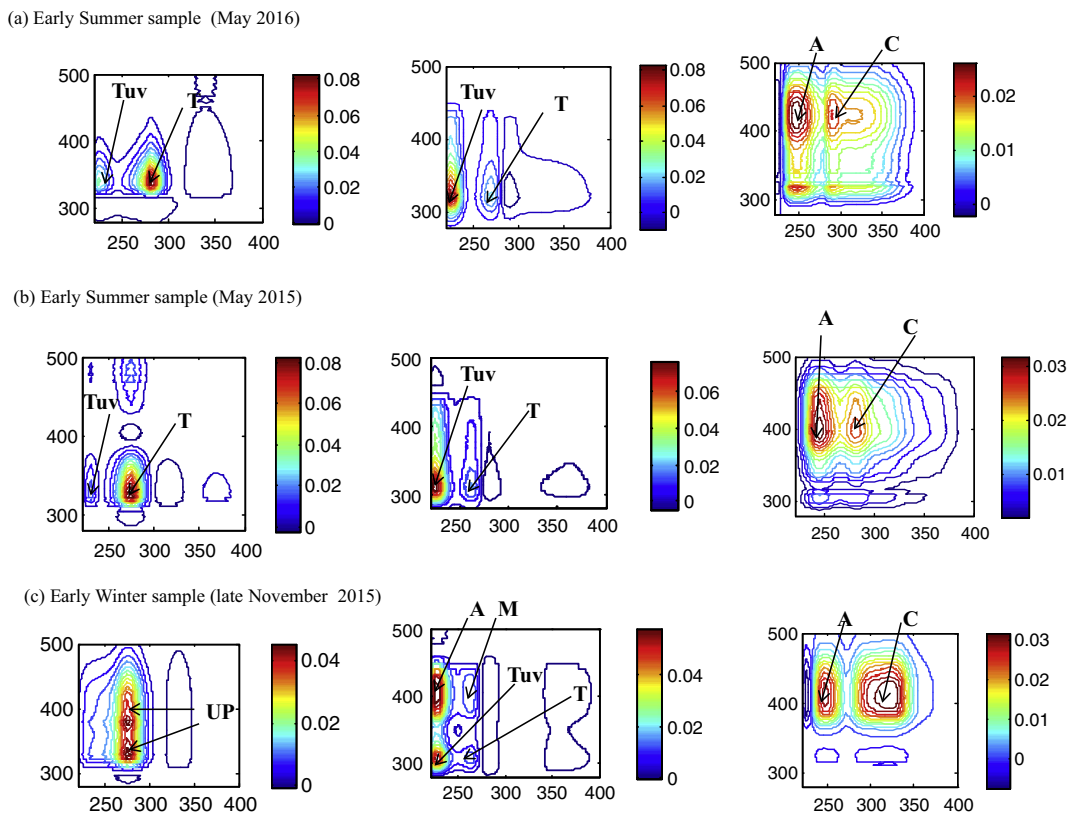 (a) Early Summer sample (May 2016)
A C
500 400 300
250 300 350 400
Tuv T
0.08 0.06 0.04 0.02 0
500 400 300
250 300 350 400
Tuv T
0.08 0.06 0.04 0.02 0
500 400 300
250 300 350 400
0.02 0.01 0
(b) Early Summer sample (May 2015)
A C
500 400 300
250 300 350 400
Tuv T
0.08 0.06 0.04 0.02 0
500 400 300
250 300 350 400
Tuv T
0.06 0.04 0.02 0
500 400 300
250 300 350 400
0.03 0.02 0.01
(c) Early Winter sample (late November 2015)
500 400 300
250 300 350 400
UP
0.04 0.02 0
A M
500 400 300
250 300 350 400
Tuv T
0.04 0.02 0
A C
500 400 300
250 300 350 400
0.03 0.02 0.01 0